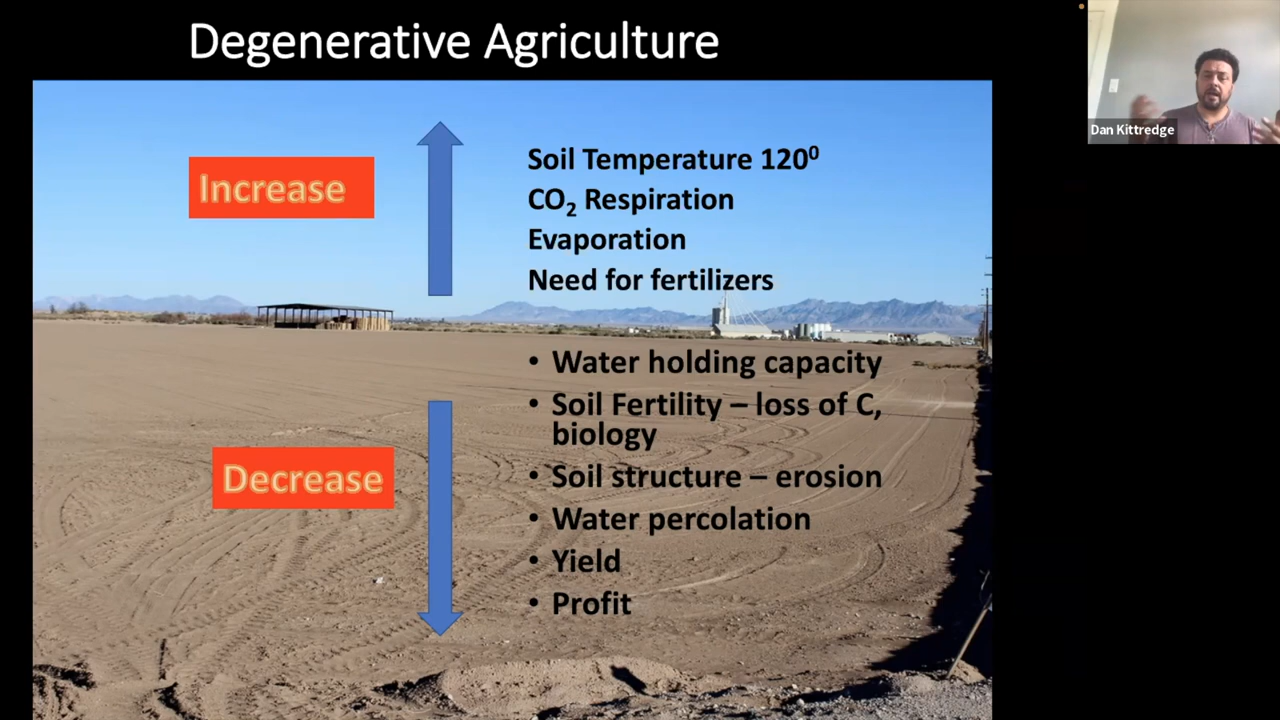 Degenerative Agriculture
Dan Kittredge
Increase
Soil Temperature 120⁰
CO₂ Respiration
Evaporation
Need for fertilizers
Decrease
• Water holding capacity
• Soil Fertility – loss of C,
biology
• Soil structure – erosion
• Water percolation
• Yield
• Profit